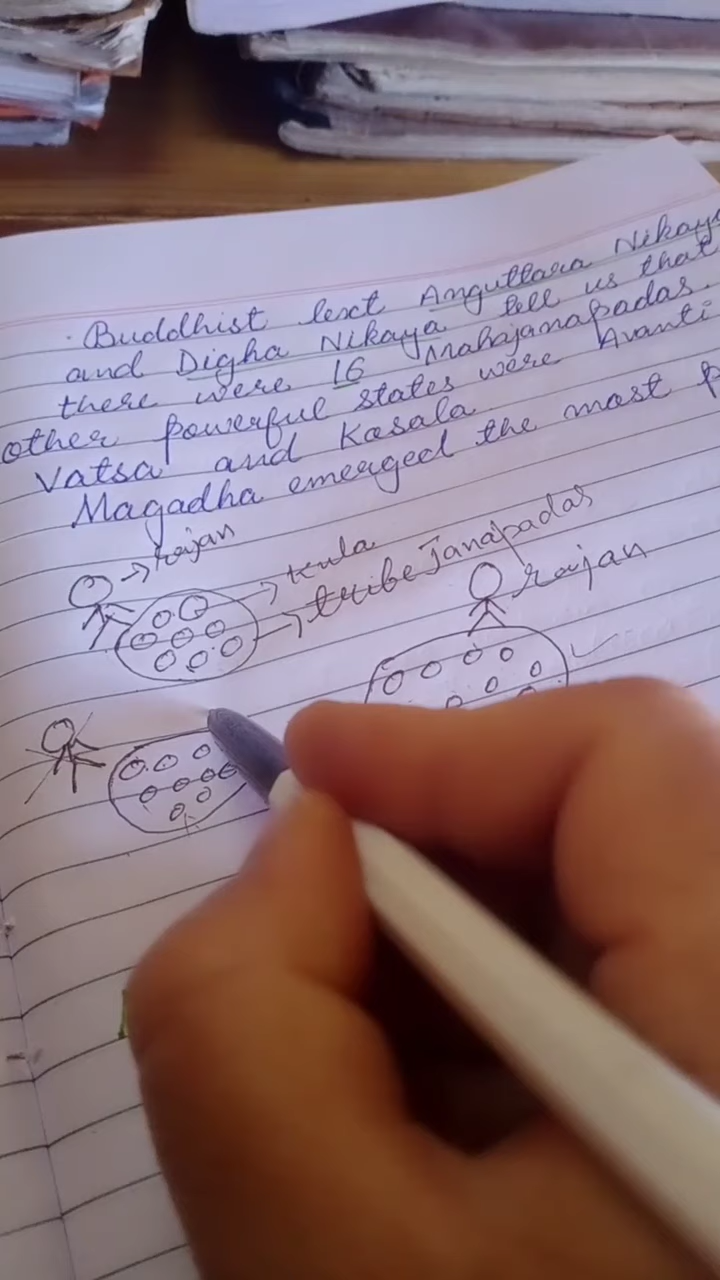 Buddhist text Anguttara Nikaya
and Digha Nikaya tell us that
there were 16 Mahajanapadas.
other powerful states were Avanti
Vatsa and Kosala
Magadha emerged the most p
rajan
kula
tribe Janapadas
rajan